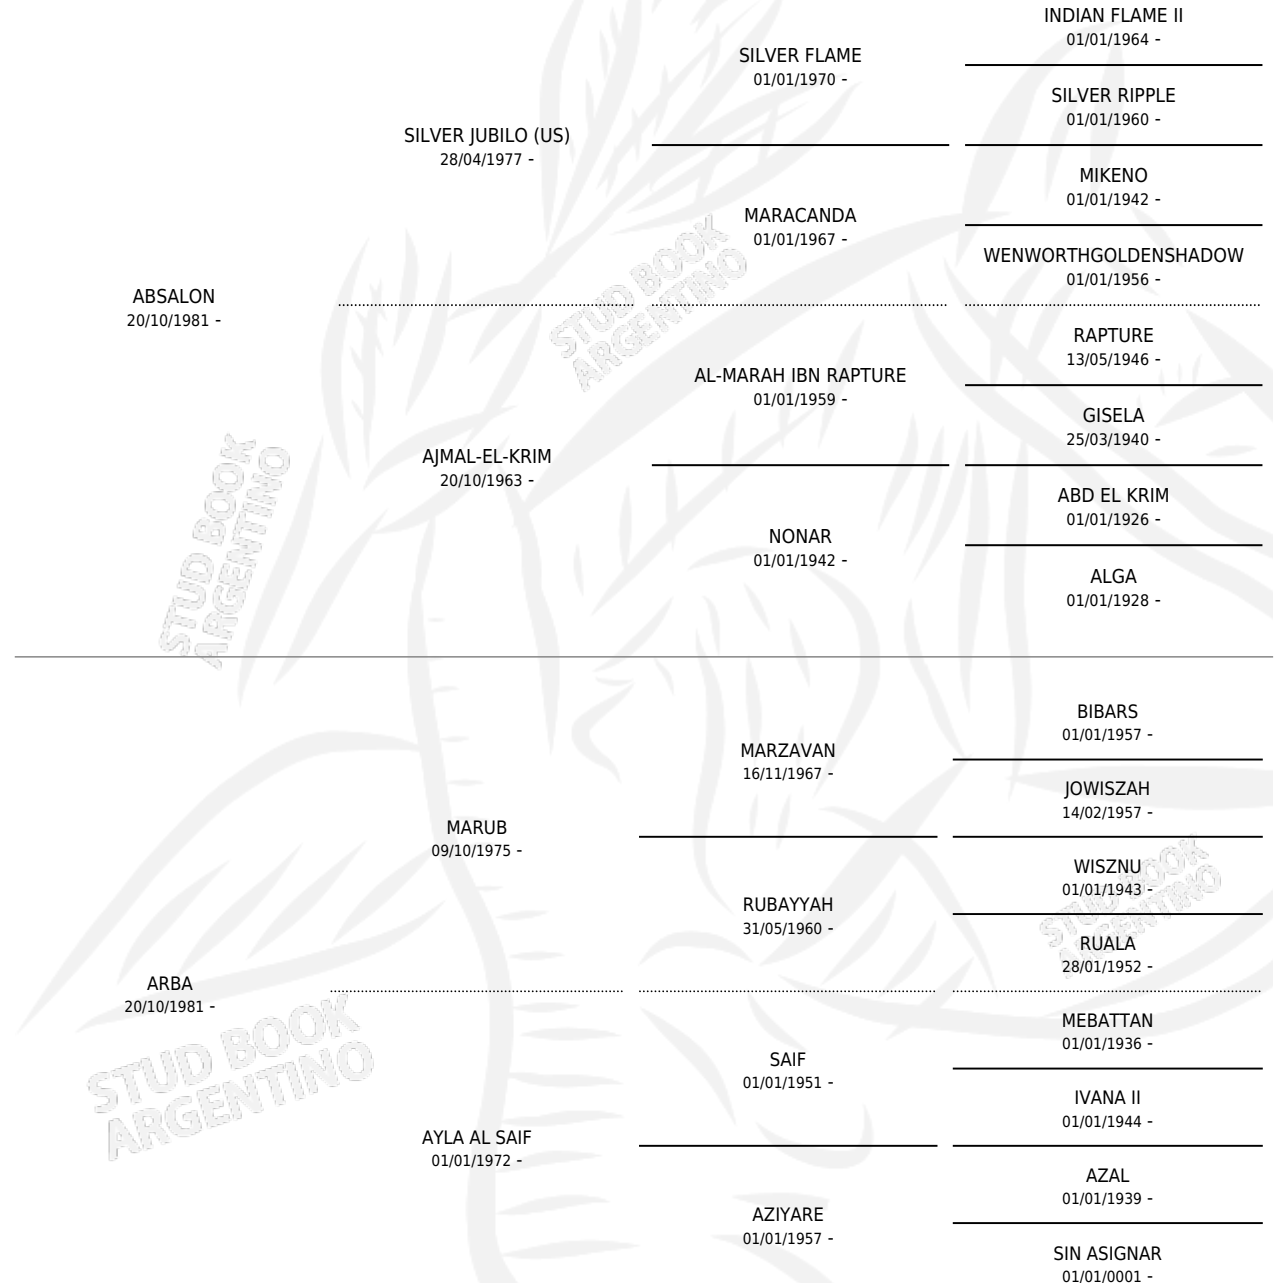 INDIAN FLAME II
01/01/1964 -
SILVER FLAME
01/01/1970 -
SILVER RIPPLE
01/01/1960 -
SILVER JUBILO (US)
28/04/1977 -
MIKENO
01/01/1942 -
MARACANDA
01/01/1967 -
WENWORTHGOLDENSHADOW
01/01/1956 -
ABSALON
20/10/1981 -
RAPTURE
13/05/1946 -
AL-MARAH IBN RAPTURE
01/01/1959 -
GISELA
25/03/1940 -
AJMAL-EL-KRIM
20/10/1963 -
ABD EL KRIM
01/01/1926 -
NONAR
01/01/1942 -
ALGA
01/01/1928 -
STUD BOOK
ARGENTINO
STUD BOOK
ARGENTINO
BIBARS
01/01/1957 -
MARZAVAN
16/11/1967 -
JOWISZAH
14/02/1957 -
MARUB
09/10/1975 -
WISZNU
01/01/1943 -
RUBAYYAH
31/05/1960 -
RUALA
28/01/1952 -
ARBA
20/10/1981 -
MEBATTAN
01/01/1936 -
SAIF
01/01/1951 -
IVANA II
01/01/1944 -
AYLA AL SAIF
01/01/1972 -
AZAL
01/01/1939 -
AZIYARE
01/01/1957 -
SIN ASIGNAR
01/01/0001 -
STUD BOOK
ARGENTINO
STUD BOOK
ARGENTINO